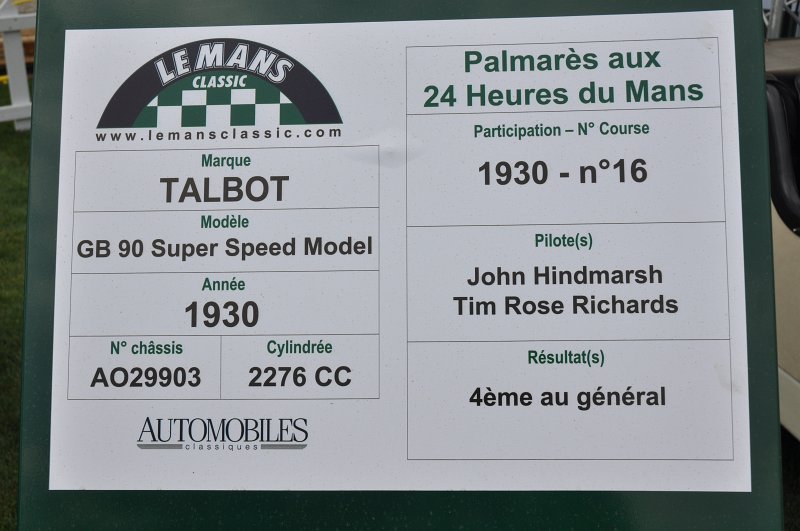 LE MANS
CLASSIC
www.lemansclassic.com
Marque
TALBOT
Modèle
GB 90 Super Speed Model
Année
1930
N° châssis
AO29903
Cylindrée
2276 CC
AUTOMOBILES
classiques
Palmarès aux
24 Heures du Mans
Participation – N° Course
1930 - n°16
Pilote(s)
John Hindmarsh
Tim Rose Richards
Résultat(s)
4ème au général